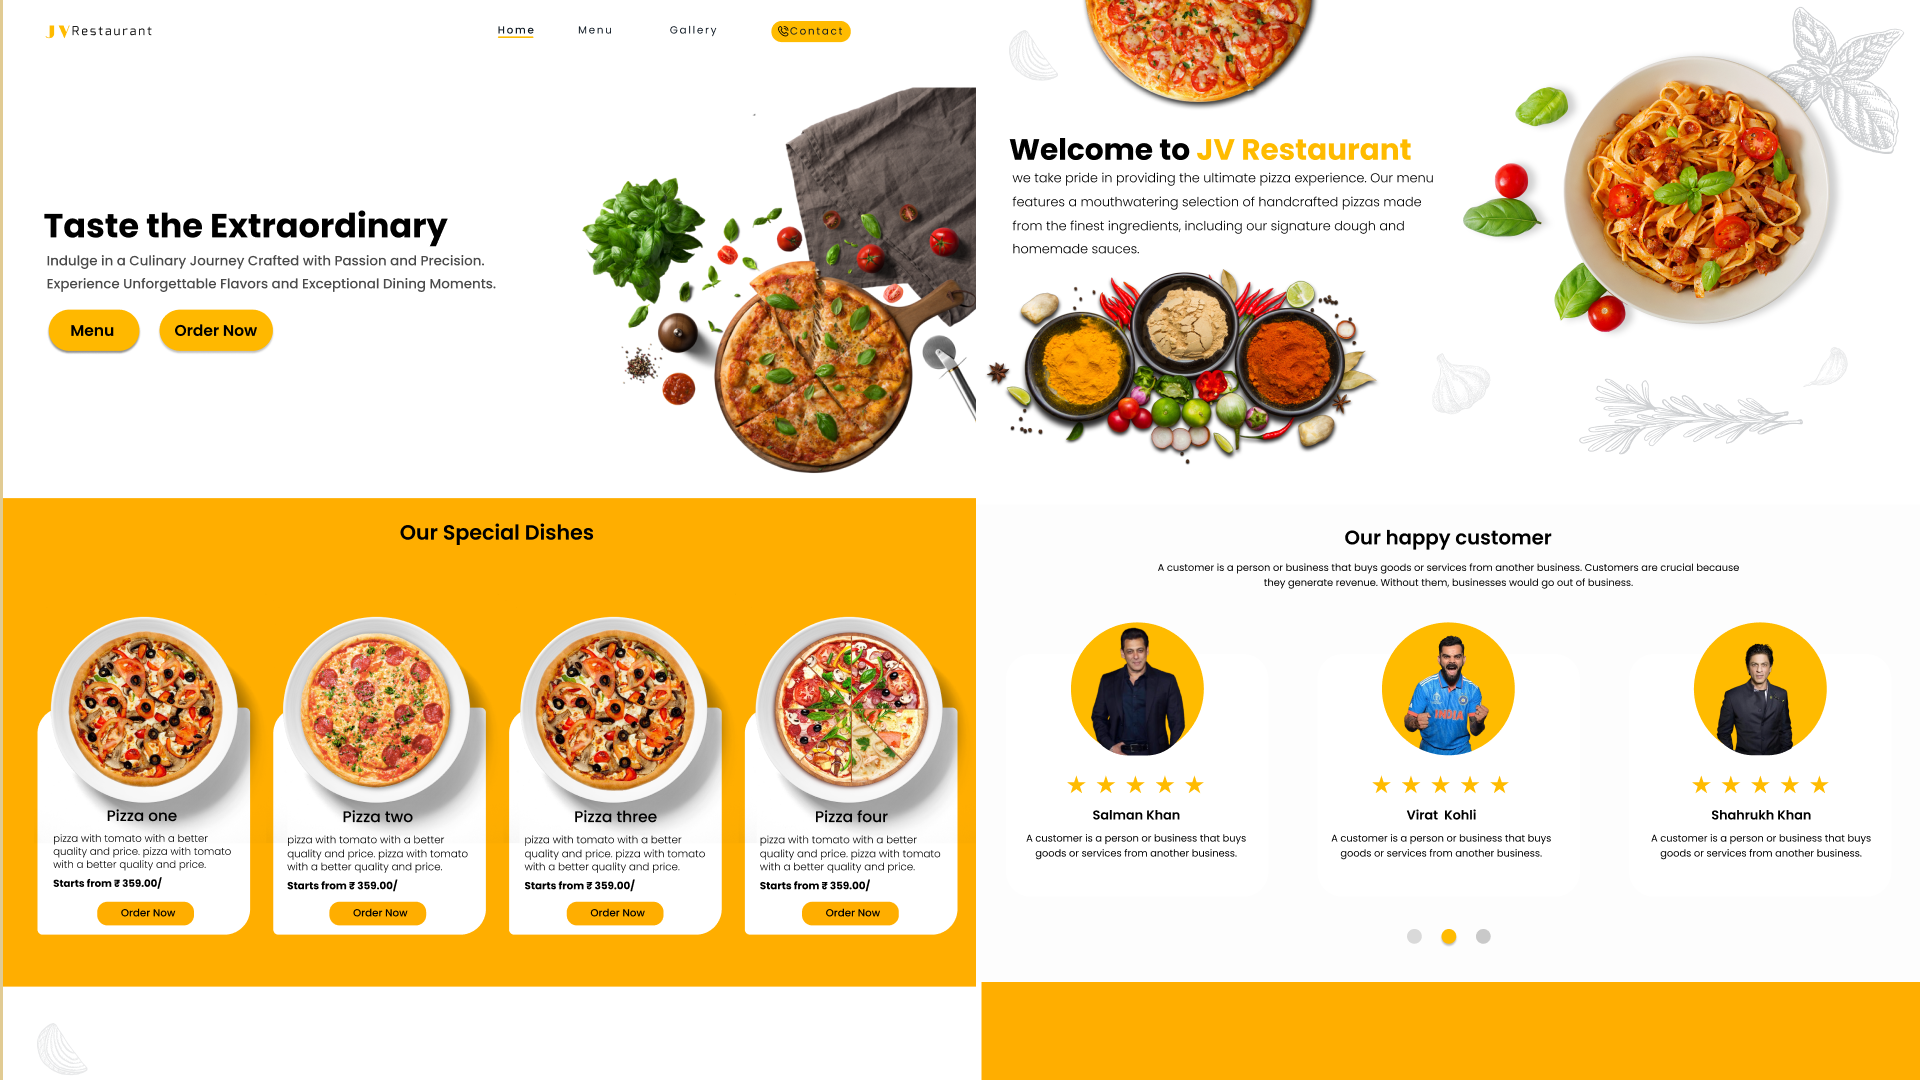 JV Restaurant
Home
Menu
Gallery
Contact
Taste the Extraordinary
Indulge in a Culinary Journey Crafted with Passion and Precision.
Experience Unforgettable Flavors and Exceptional Dining Moments.
Menu
Order Now
Our Special Dishes
Pizza one
pizza with tomato with a better
quality and price. pizza with tomato
with a better quality and price.
Starts from ₹ 359.00/
Order Now
Pizza two
pizza with tomato with a better
quality and price. pizza with tomato
with a better quality and price.
Starts from ₹ 359.00/
Order Now
Pizza three
pizza with tomato with a better
quality and price. pizza with tomato
with a better quality and price.
Starts from ₹ 359.00/
Order Now
Pizza four
pizza with tomato with a better
quality and price. pizza with tomato
with a better quality and price.
Starts from ₹ 359.00/
Order Now
Welcome to JV Restaurant
we take pride in providing the ultimate pizza experience. Our menu
features a mouthwatering selection of handcrafted pizzas made
from the finest ingredients, including our signature dough and
homemade sauces.
Our happy customer
A customer is a person or business that buys goods or services from another business. Customers are crucial because
they generate revenue. Without them, businesses would go out of business.
INDIA
Salman Khan
A customer is a person or business that buys
goods or services from another business.
Virat Kohli
A customer is a person or business that buys
goods or services from another business.
Shahrukh Khan
A customer is a person or business that buys
goods or services from another business.